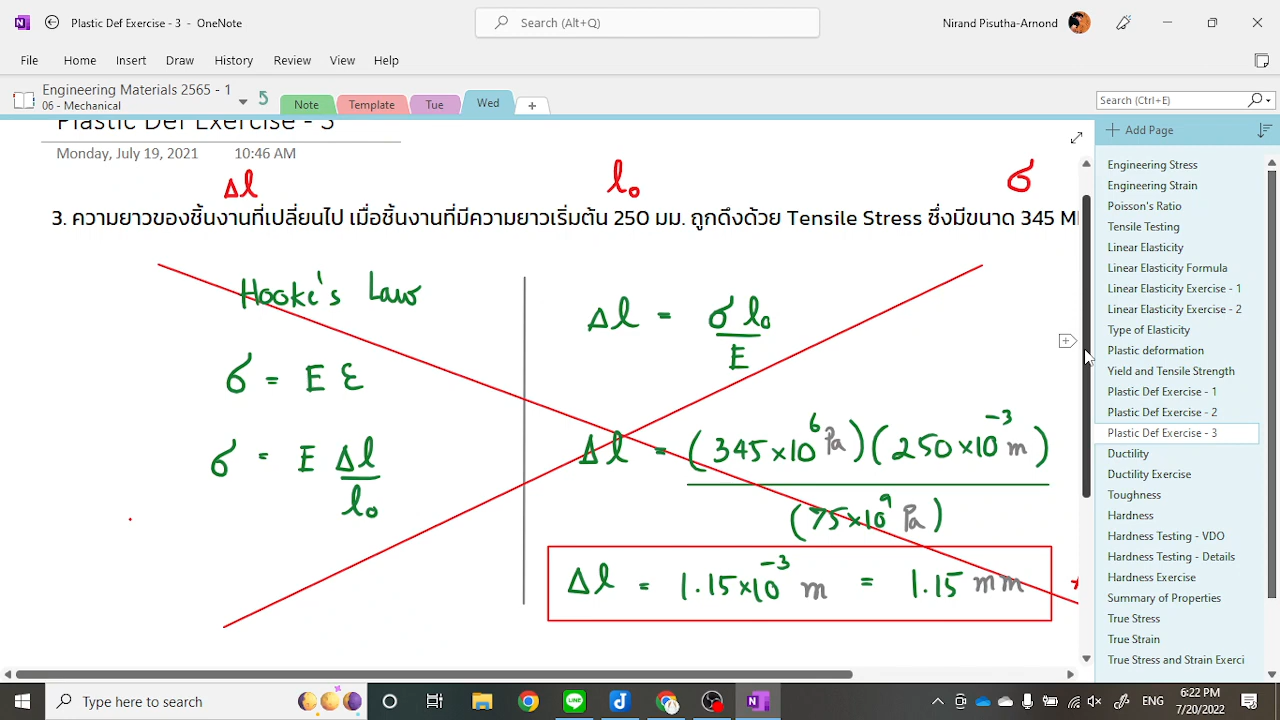 Plastic Def Exercise - 3 - OneNote
Search (Alt+Q)
Nirand Pisutha-Arnond
File Home Insert Draw History Review View Help
Engineering Materials 2565 - 1
06 - Mechanical
Note Template Tue Wed
Search (Ctrl+E)
Plastic Def Exercise - 3
Monday, July 19, 2021 10:46 AM
Δl l₀ σ
3. ความยาวของชิ้นงานที่เปลี่ยนไป เมื่อชิ้นงานที่มีความยาวเริ่มต้น 250 มม. ถูกดึงด้วย Tensile Stress ซึ่งมีขนาด 345 M
Hooke's Law
σ = E ε
σ = E Δl/l₀
Δl = σ l₀ / E
Δl = (345×10⁶ Pa)(250×10⁻³ m)
(75×10⁹ Pa)
Δl = 1.15×10⁻³ m = 1.15 mm
Add Page
Engineering Stress
Engineering Strain
Poisson's Ratio
Tensile Testing
Linear Elasticity
Linear Elasticity Formula
Linear Elasticity Exercise - 1
Linear Elasticity Exercise - 2
Type of Elasticity
Plastic deformation
Yield and Tensile Strength
Plastic Def Exercise - 1
Plastic Def Exercise - 2
Plastic Def Exercise - 3
Ductility
Ductility Exercise
Toughness
Hardness
Hardness Testing - VDO
Hardness Testing - Details
Hardness Exercise
Summary of Properties
True Stress
True Strain
True Stress and Strain Exerci
Type here to search
ENG
6:22 PM
7/20/2022